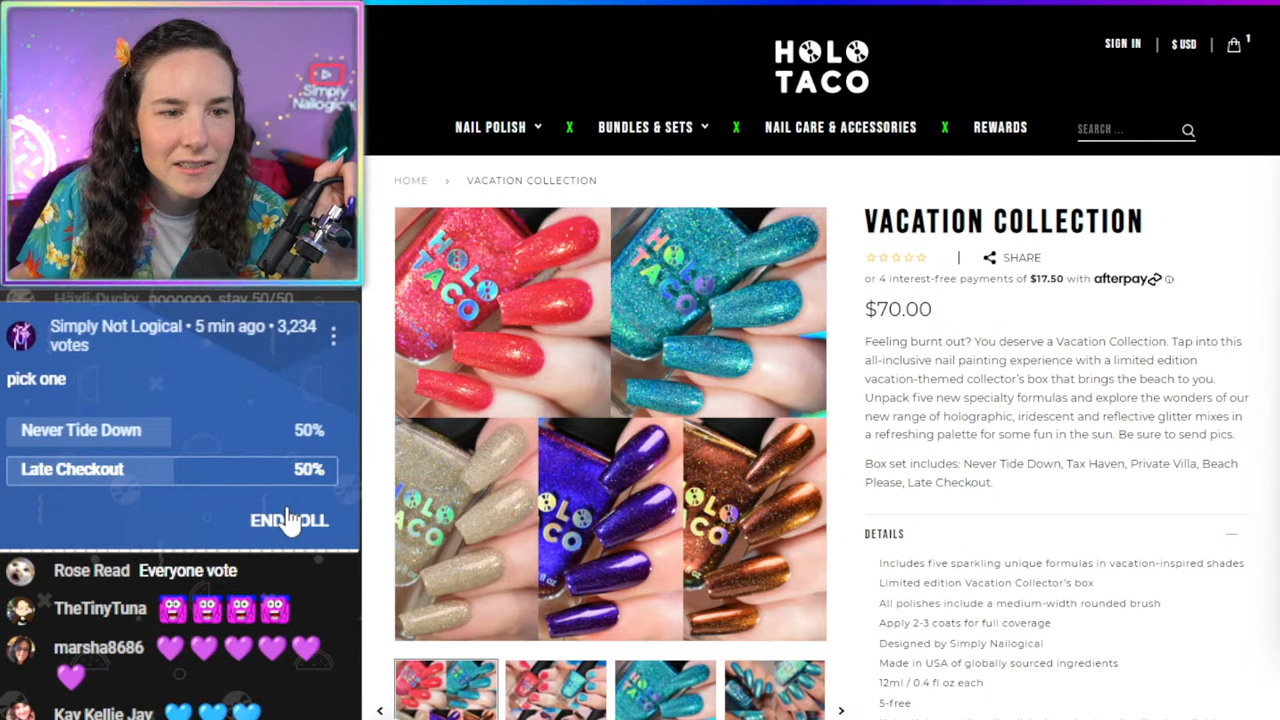 Simply
Nailogical
Häxli-Ducky noooooo, stay 50/50
Simply Not Logical • 5 min ago • 3,234
votes
pick one
Never Tide Down 50%
Late Checkout 50%
Rose Read Everyone vote
TheTinyTuna
marsha8686
Kay Kellie Jay
HOLO
TACO
SIGN IN | $ USD | 1
NAIL POLISH X BUNDLES & SETS X NAIL CARE & ACCESSORIES X REWARDS
SEARCH ...
HOME > VACATION COLLECTION
HOLO
TACO
HOLO
TACO
VACATION COLLECTION
SHARE
or 4 interest-free payments of $17.50 with afterpay
$70.00
Feeling burnt out? You deserve a Vacation Collection. Tap into this
all-inclusive nail painting experience with a limited edition
vacation-themed collector's box that brings the beach to you.
Unpack five new specialty formulas and explore the wonders of our
new range of holographic, iridescent and reflective glitter mixes in
a refreshing palette for some fun in the sun. Be sure to send pics.
Box set includes: Never Tide Down, Tax Haven, Private Villa, Beach
Please, Late Checkout.
DETAILS
Includes five sparkling unique formulas in vacation-inspired shades
Limited edition Vacation Collector's box
All polishes include a medium-width rounded brush
Apply 2-3 coats for full coverage
Designed by Simply Nailogical
Made in USA of globally sourced ingredients
12ml / 0.4 fl oz each
5-free